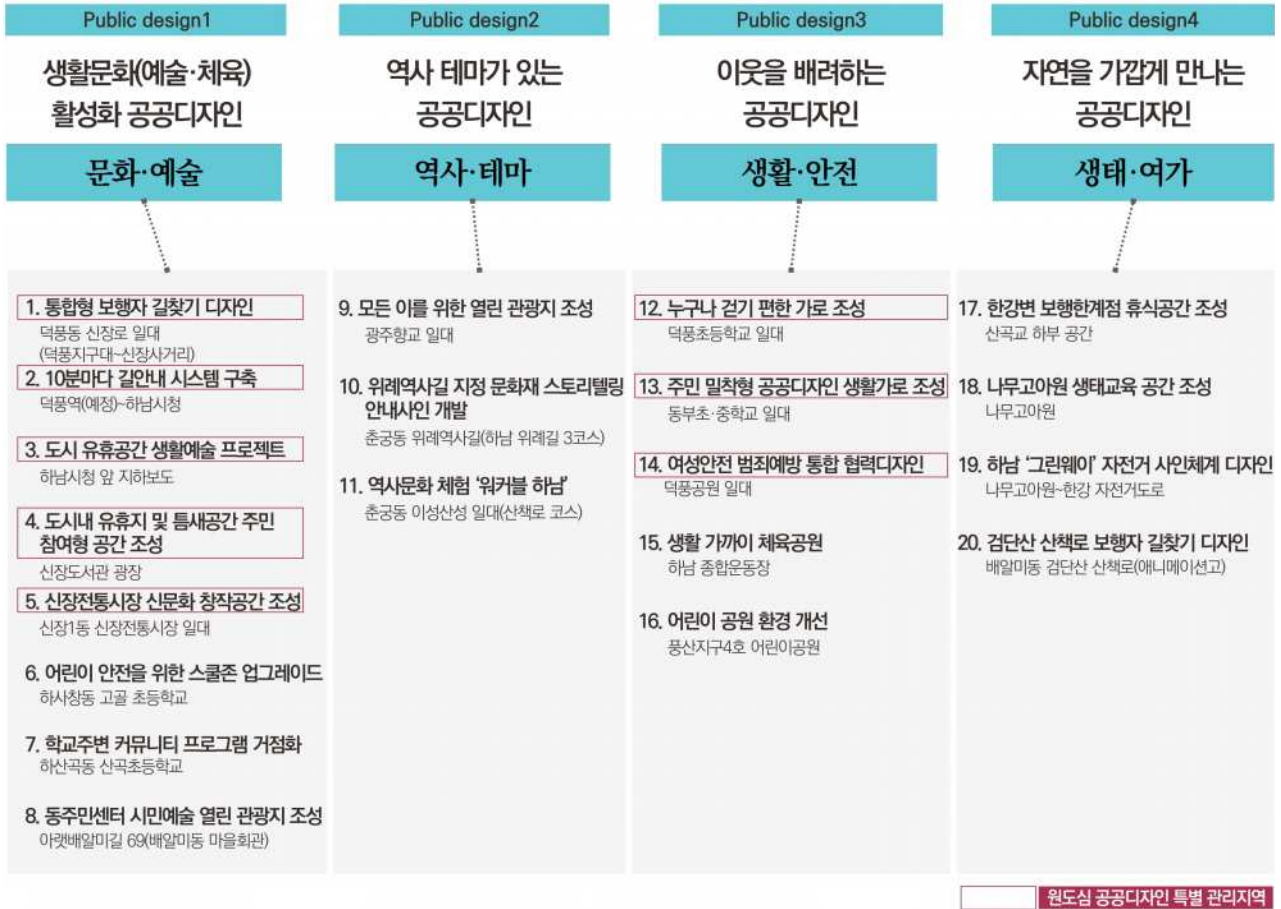 Public design1
생활문화(예술·체육)
활성화 공공디자인
문화·예술
1. 통합형 보행자 길찾기 디자인
덕풍동 신장로 일대
(덕풍지구대~신장사거리)
2. 10분마다 길안내 시스템 구축
덕풍역(예정)~하남시청
3. 도시 유휴공간 생활예술 프로젝트
하남시청 앞 지하보도
4. 도시내 유휴지 및 틈새공간 주민
참여형 공간 조성
신장도서관 광장
5. 신장전통시장 신문화 창작공간 조성
신장1동 신장전통시장 일대
6. 어린이 안전을 위한 스쿨존 업그레이드
하사창동 고골 초등학교
7. 학교주변 커뮤니티 프로그램 거점화
하산곡동 산곡초등학교
8. 동주민센터 시민예술 열린 관광지 조성
아랫배알미길 69(배알미동 마을회관)
Public design2
역사 테마가 있는
공공디자인
역사·테마
9. 모든 이를 위한 열린 관광지 조성
광주향교 일대
10. 위례역사길 지정 문화재 스토리텔링
안내사인 개발
춘궁동 위례역사길(하남 위례길 3코스)
11. 역사문화 체험 '워커블 하남'
춘궁동 이성산성 일대(산책로 코스)
Public design3
이웃을 배려하는
공공디자인
생활·안전
12. 누구나 걷기 편한 가로 조성
덕풍초등학교 일대
13. 주민 밀착형 공공디자인 생활가로 조성
동부초·중학교 일대
14. 여성안전 범죄예방 통합 협력디자인
덕풍공원 일대
15. 생활 가까이 체육공원
하남 종합운동장
16. 어린이 공원 환경 개선
풍산지구4호 어린이공원
Public design4
자연을 가깝게 만나는
공공디자인
생태·여가
17. 한강변 보행한계점 휴식공간 조성
산곡교 하부 공간
18. 나무고아원 생태교육 공간 조성
나무고아원
19. 하남 '그린웨이' 자전거 사인체계 디자인
나무고아원~한강 자전거도로
20. 검단산 산책로 보행자 길찾기 디자인
배알미동 검단산 산책로(애니메이션고)
원도심 공공디자인 특별 관리지역